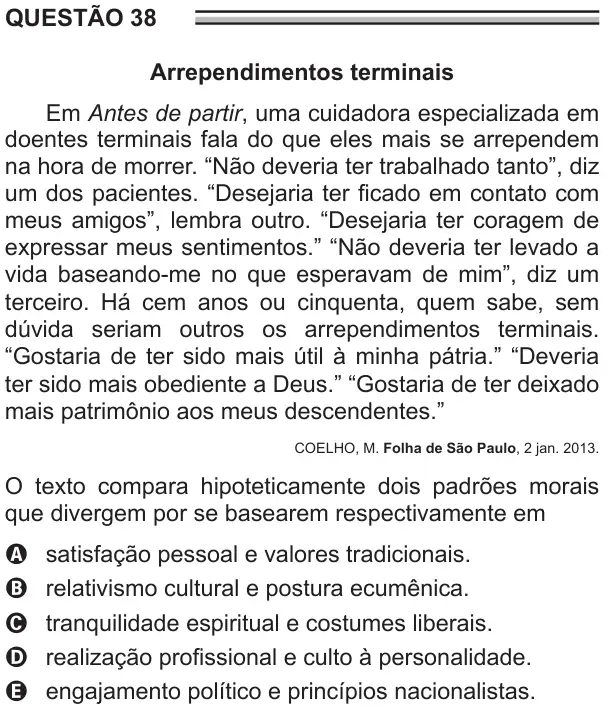 QUESTÃO 38
Arrependimentos terminais
Em Antes de partir, uma cuidadora especializada em
doentes terminais fala do que eles mais se arrependem
na hora de morrer. “Não deveria ter trabalhado tanto”, diz
um dos pacientes. “Desejaria ter ficado em contato com
meus amigos”, lembra outro. “Desejaria ter coragem de
expressar meus sentimentos.” “Não deveria ter levado a
vida baseando-me no que esperavam de mim”, diz um
terceiro. Há cem anos ou cinquenta, quem sabe, sem
dúvida seriam outros os arrependimentos terminais.
“Gostaria de ter sido mais útil à minha pátria.” “Deveria
ter sido mais obediente a Deus.” “Gostaria de ter deixado
mais patrimônio aos meus descendentes.”
COELHO, M. Folha de São Paulo, 2 jan. 2013.
O texto compara hipoteticamente dois padrões morais
que divergem por se basearem respectivamente em
A satisfação pessoal e valores tradicionais.
B relativismo cultural e postura ecumênica.
C tranquilidade espiritual e costumes liberais.
D realização profissional e culto à personalidade.
E engajamento político e princípios nacionalistas.